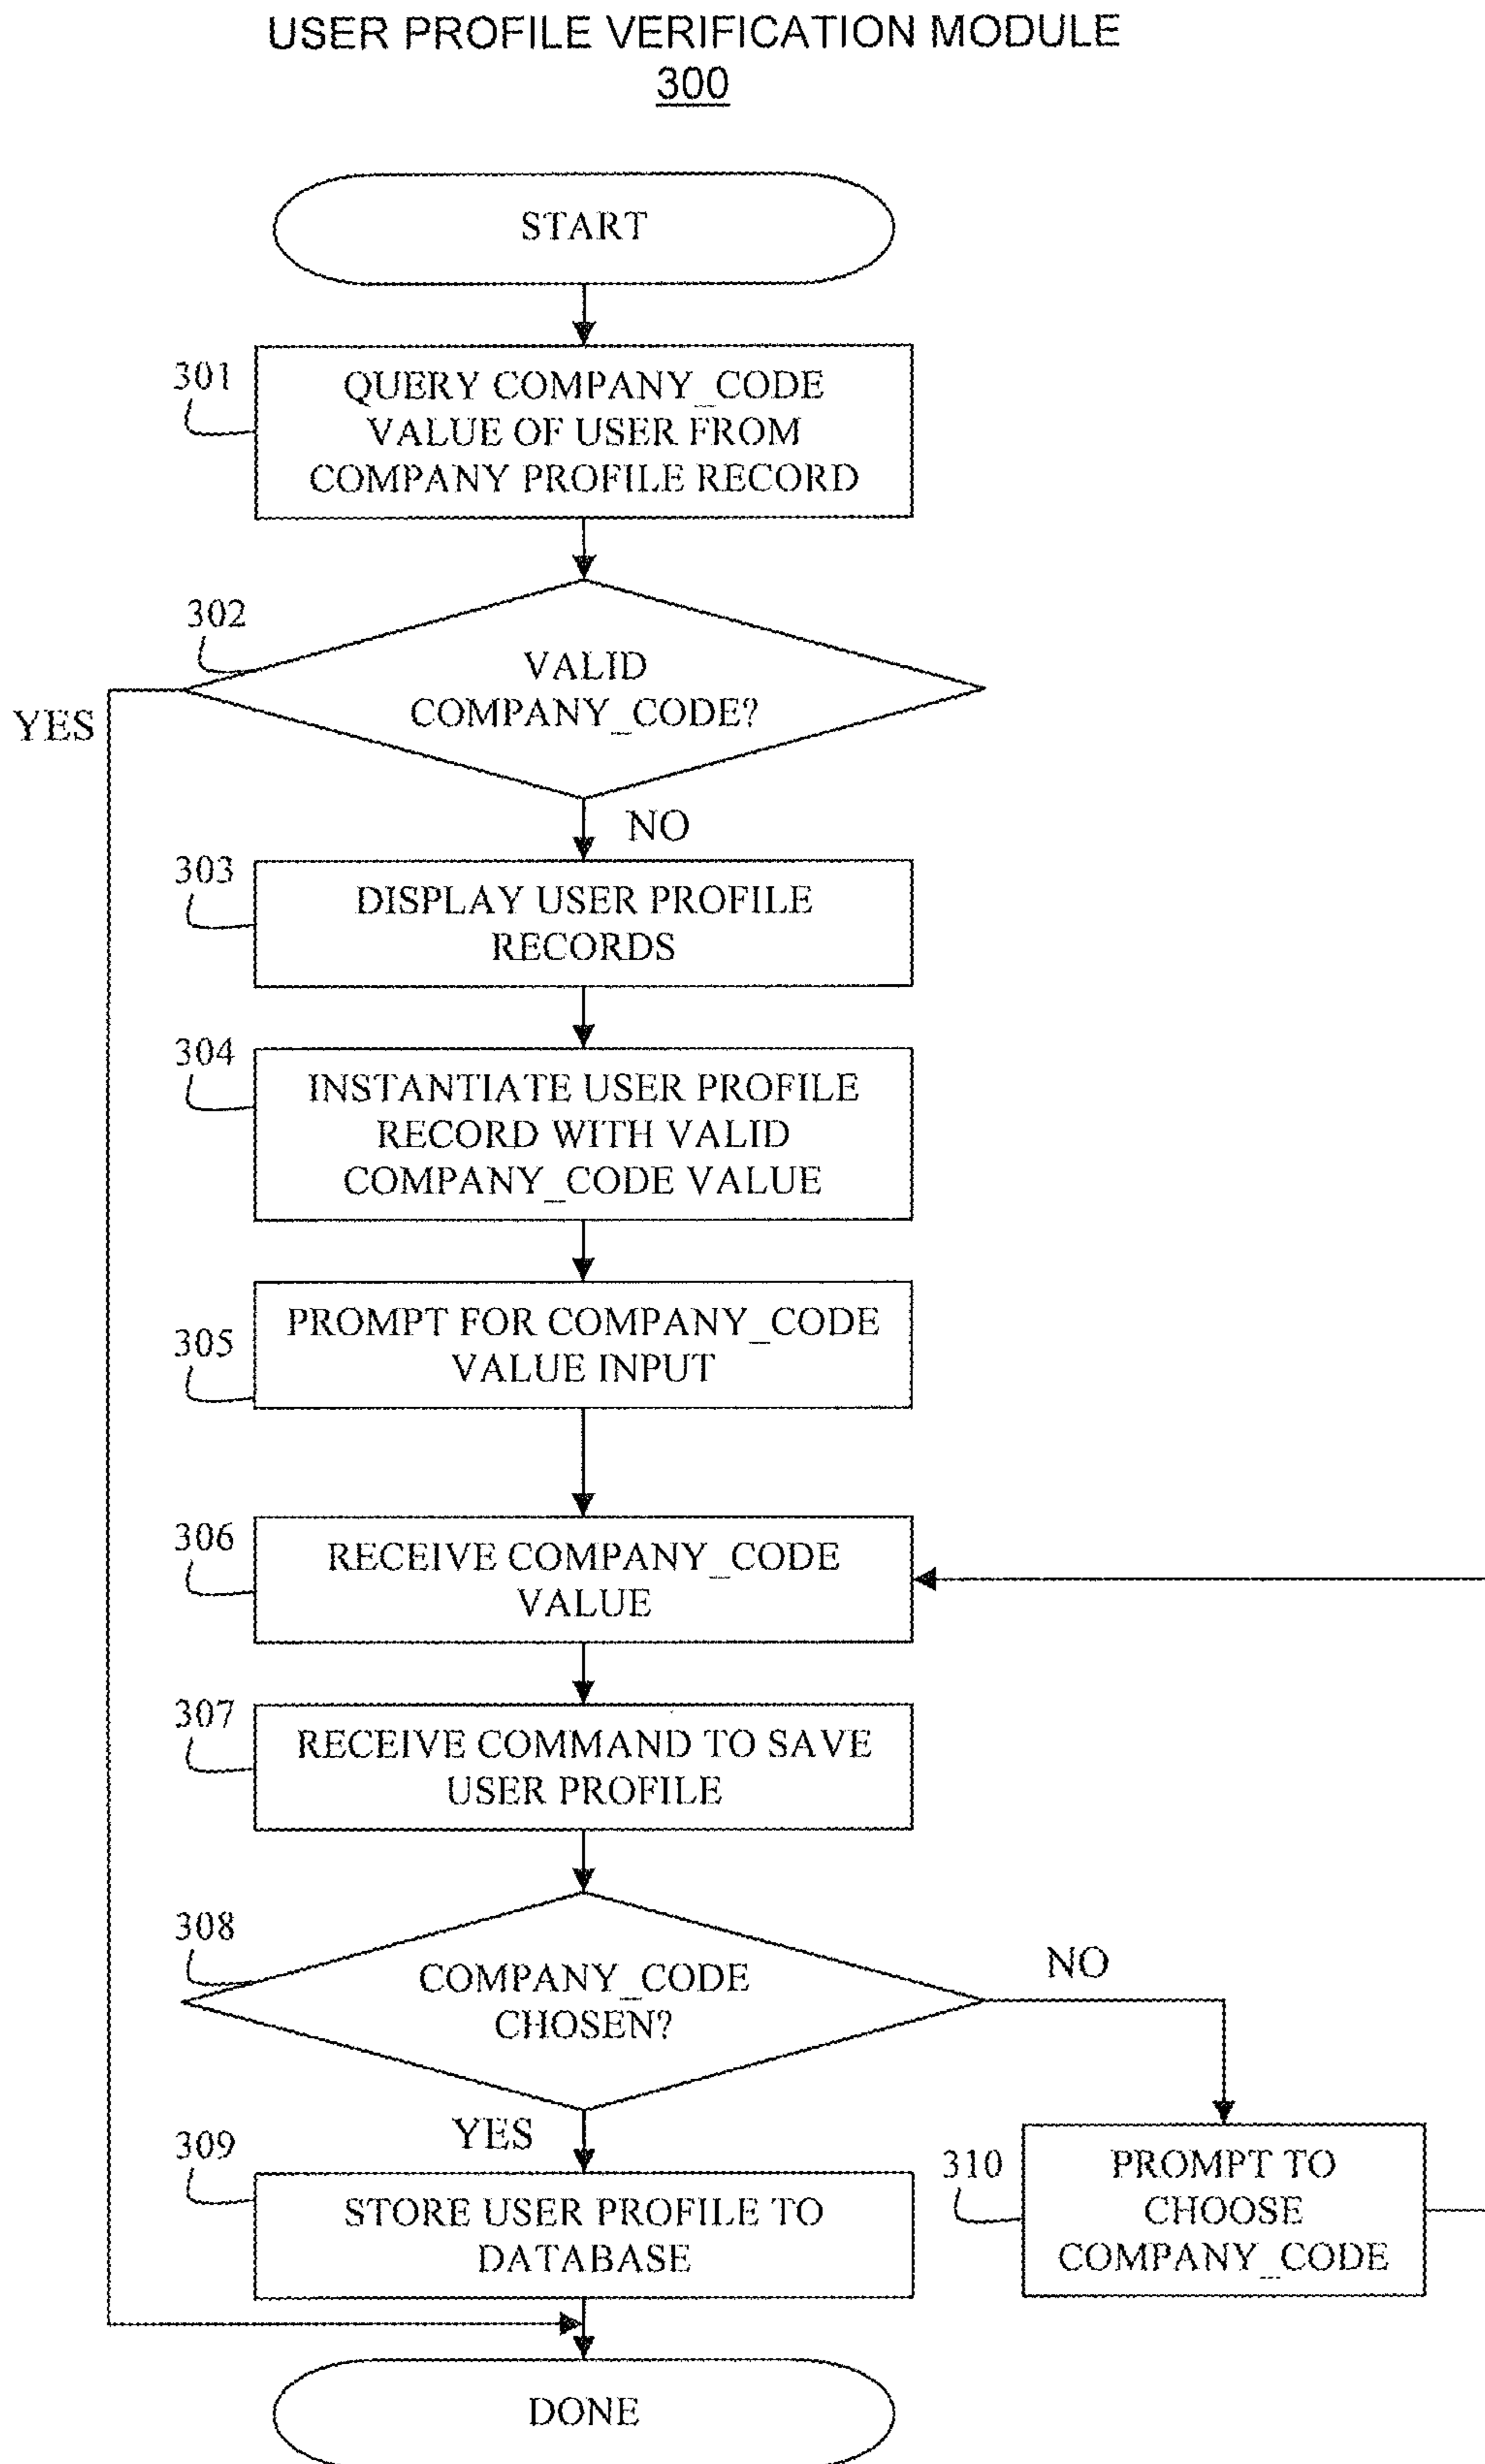 USER PROFILE VERIFICATION MODULE
300
START
301
QUERY COMPANY_CODE
VALUE OF USER FROM
COMPANY PROFILE RECORD
302
VALID
COMPANY_CODE?
YES
NO
303
DISPLAY USER PROFILE
RECORDS
304
INSTANTIATE USER PROFILE
RECORD WITH VALID
COMPANY_CODE VALUE
305
PROMPT FOR COMPANY_CODE
VALUE INPUT
306
RECEIVE COMPANY_CODE
VALUE
307
RECEIVE COMMAND TO SAVE
USER PROFILE
308
COMPANY_CODE
CHOSEN?
NO
YES
309
STORE USER PROFILE TO
DATABASE
310
PROMPT TO
CHOOSE
COMPANY_CODE
DONE